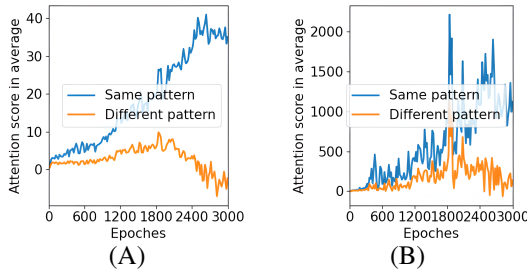 Attention score in average
40
30
20
10
0
Same pattern
Different pattern
0 600 1200 1800 2400 3000
Epoches
(A)
Attention score in average
2000
1500
1000
500
0
Same pattern
Different pattern
0 600 1200 1800 2400 3000
Epoches
(B)